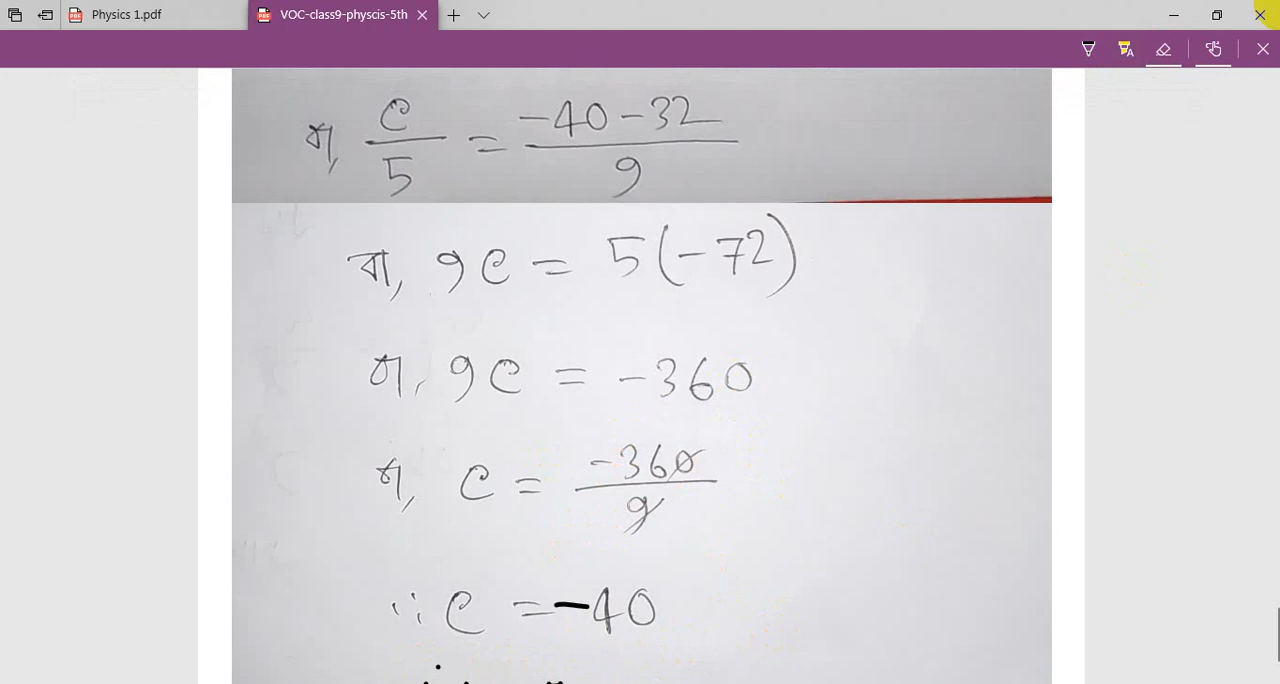 Physics 1.pdf
VOC-class9-physcis-5th
বা, C/5 = -40-32/9
বা, 9C = 5(-72)
বা, 9C = -360
বা, C = -360/9
∴ C = -40